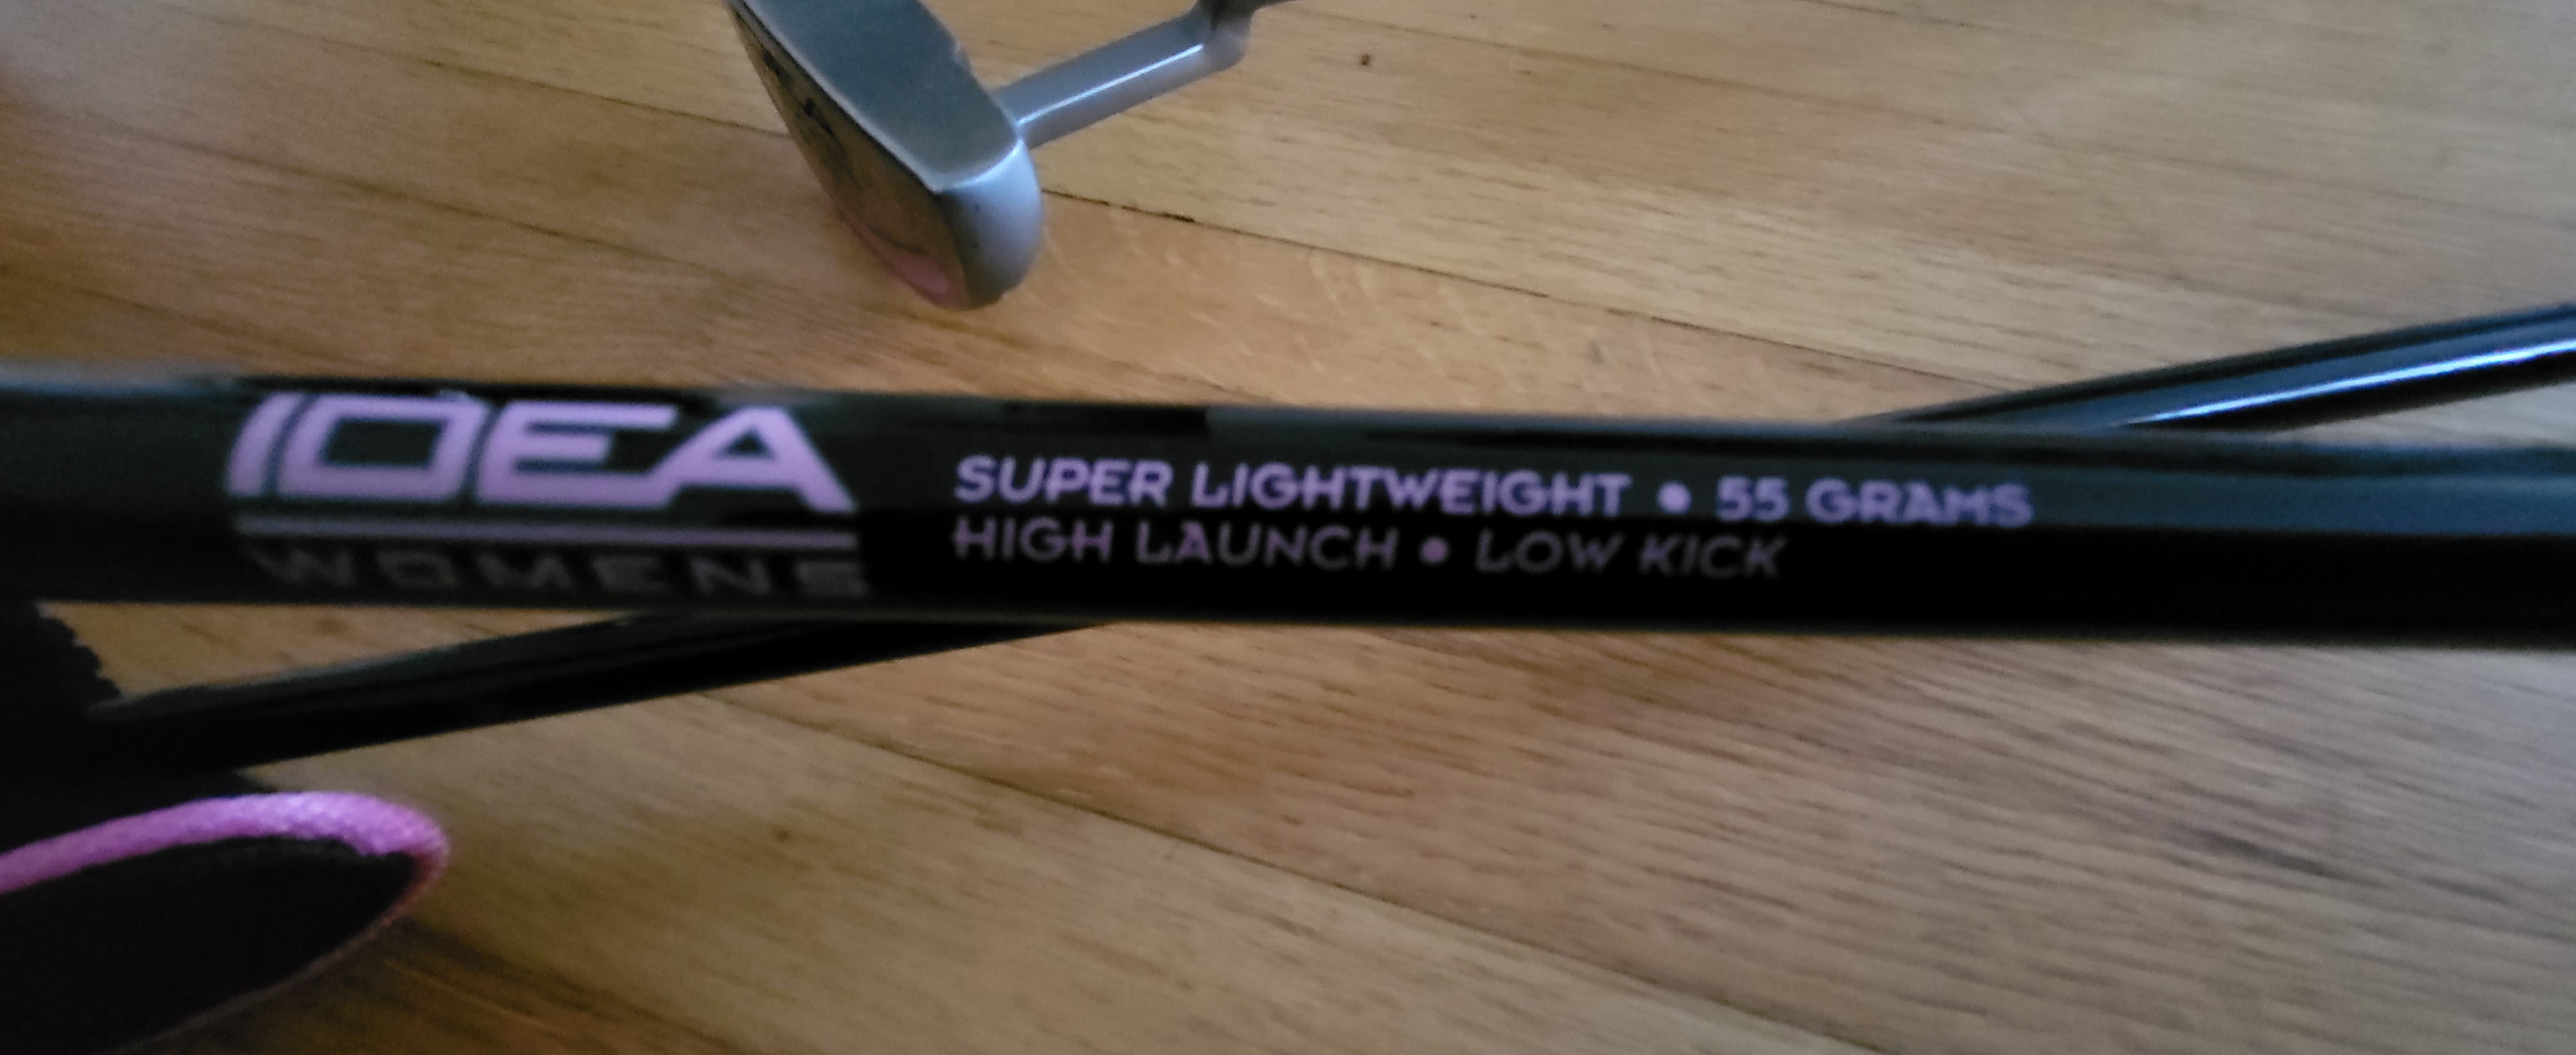 IDEA
WOMENS
SUPER LIGHTWEIGHT • 55 GRAMS
HIGH LAUNCH • LOW KICK